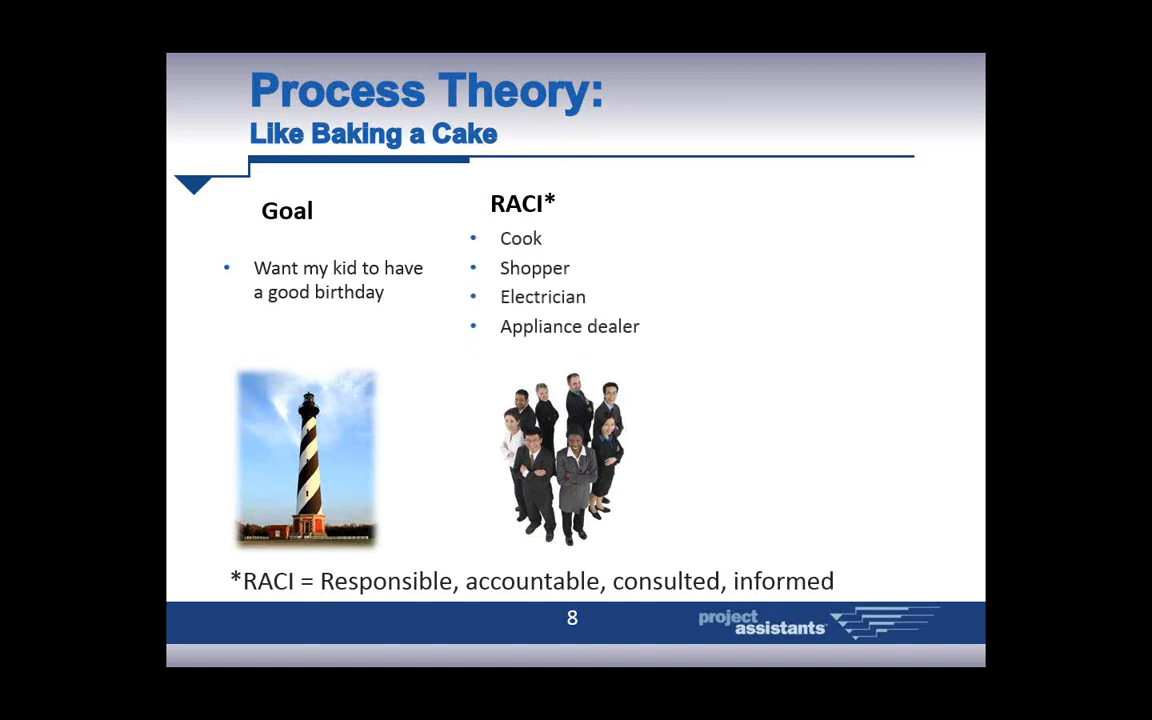 Process Theory:
Like Baking a Cake
Goal
• Want my kid to have
a good birthday
RACI*
• Cook
• Shopper
• Electrician
• Appliance dealer
*RACI = Responsible, accountable, consulted, informed
8
project
assistants